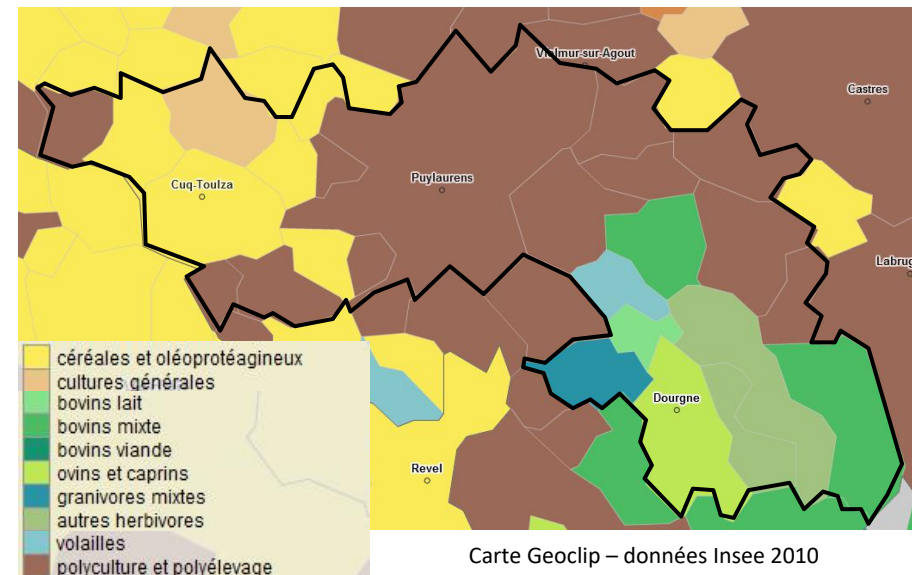 Vielmur-sur-Agout
Castres
Puylaurens
Cuq-Toulza
Dourgne
Revel
céréales et oléoprotéagineux
cultures générales
bovins lait
bovins mixte
bovins viande
ovins et caprins
granivores mixtes
autres herbivores
volailles
polyculture et polyélevage
Carte Geoclip – données Insee 2010